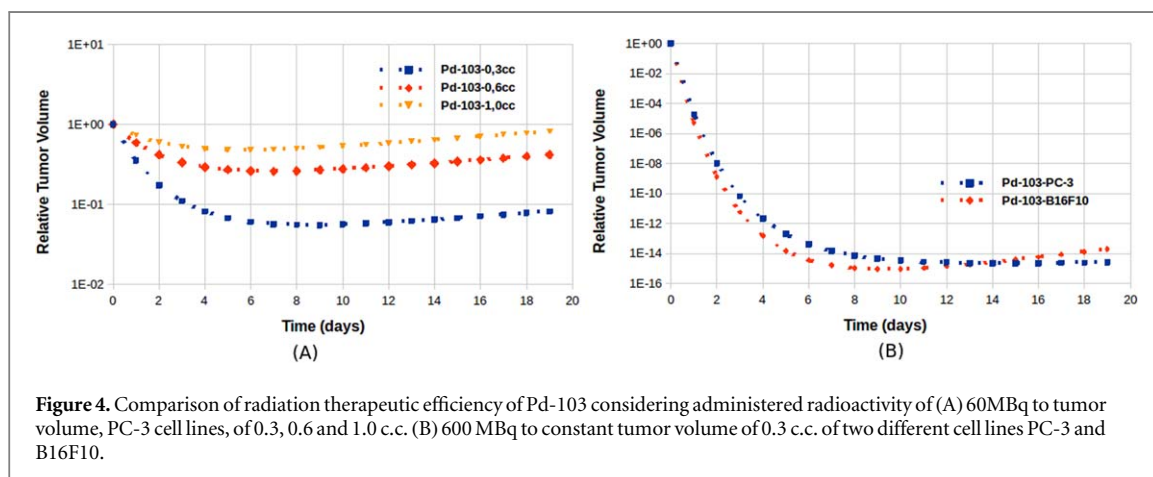 1E+01
1E+00
1E-01
1E-02
Relative Tumor Volume
Pd-103-0,3cc
Pd-103-0,6cc
Pd-103-1,0cc
0 2 4 6 8 10 12 14 16 18 20
Time (days)
(A)
1E+00
1E-02
1E-04
1E-06
1E-08
1E-10
1E-12
1E-14
1E-16
Relative Tumor Volume
Pd-103-PC-3
Pd-103-B16F10
0 2 4 6 8 10 12 14 16 18 20
Time (days)
(B)
Figure 4. Comparison of radiation therapeutic efficiency of Pd-103 considering administered radioactivity of (A) 60MBq to tumor
volume, PC-3 cell lines, of 0.3, 0.6 and 1.0 c.c. (B) 600 MBq to constant tumor volume of 0.3 c.c. of two different cell lines PC-3 and
B16F10.